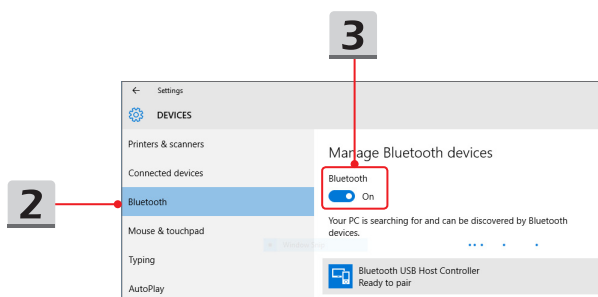 3
← Settings
DEVICES
Printers & scanners
Connected devices
Bluetooth
Mouse & touchpad
Typing
AutoPlay
2
Manage Bluetooth devices
Bluetooth
On
Your PC is searching for and can be discovered by Bluetooth
devices.
Bluetooth USB Host Controller
Ready to pair